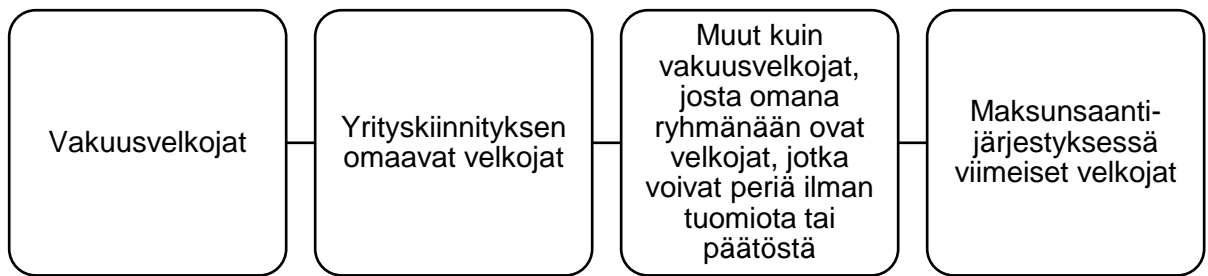 Vakuusvelkojat
Yrityskiinnityksen
omaavat velkojat
Muut kuin
vakuusvelkojat,
josta omana
ryhmänään ovat
velkojat, jotka
voivat periä ilman
tuomiota tai
päätöstä
Maksunsaanti-
järjestyksessä
viimeiset velkojat